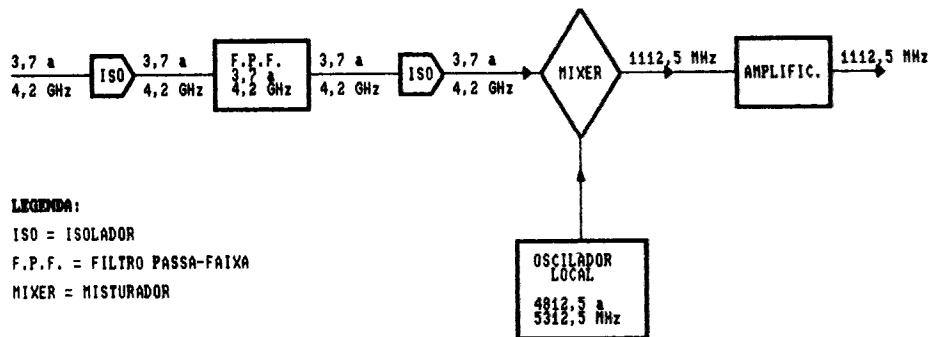 3,7 a
4,2 GHz
ISO
3,7 a
4,2 GHz
F.P.F.
3,7 a
4,2 GHz
3,7 a
4,2 GHz
ISO
3,7 a
4,2 GHz
MIXER
1112,5 MHz
AMPLIFIC.
1112,5 MHz
OSCILADOR
LOCAL
4812,5 a
5312,5 MHz
LEGENDA:
ISO = ISOLADOR
F.P.F. = FILTRO PASSA-FAIXA
MIXER = MISTURADOR